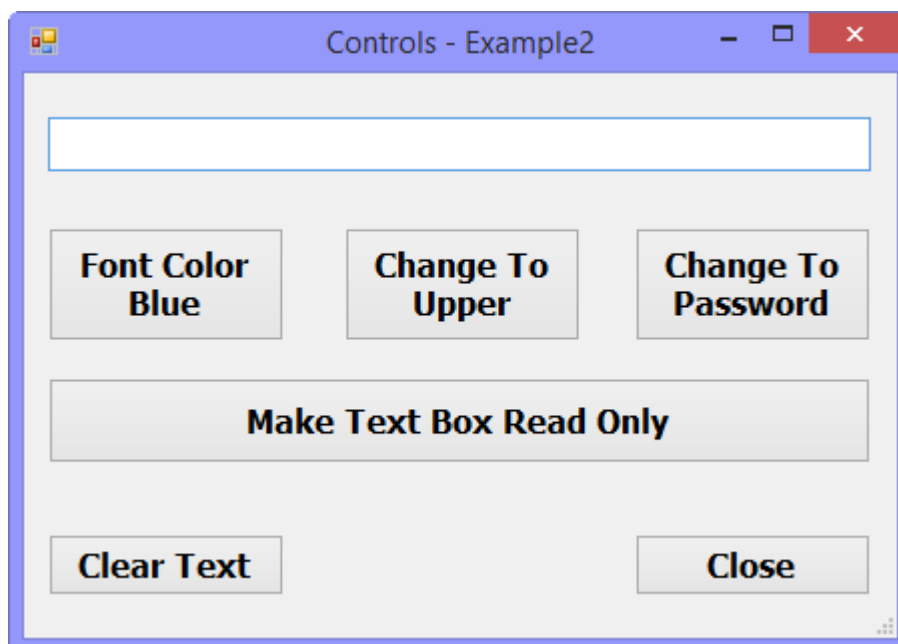 Controls - Example2
Font Color
Blue
Change To
Upper
Change To
Password
Make Text Box Read Only
Clear Text
Close